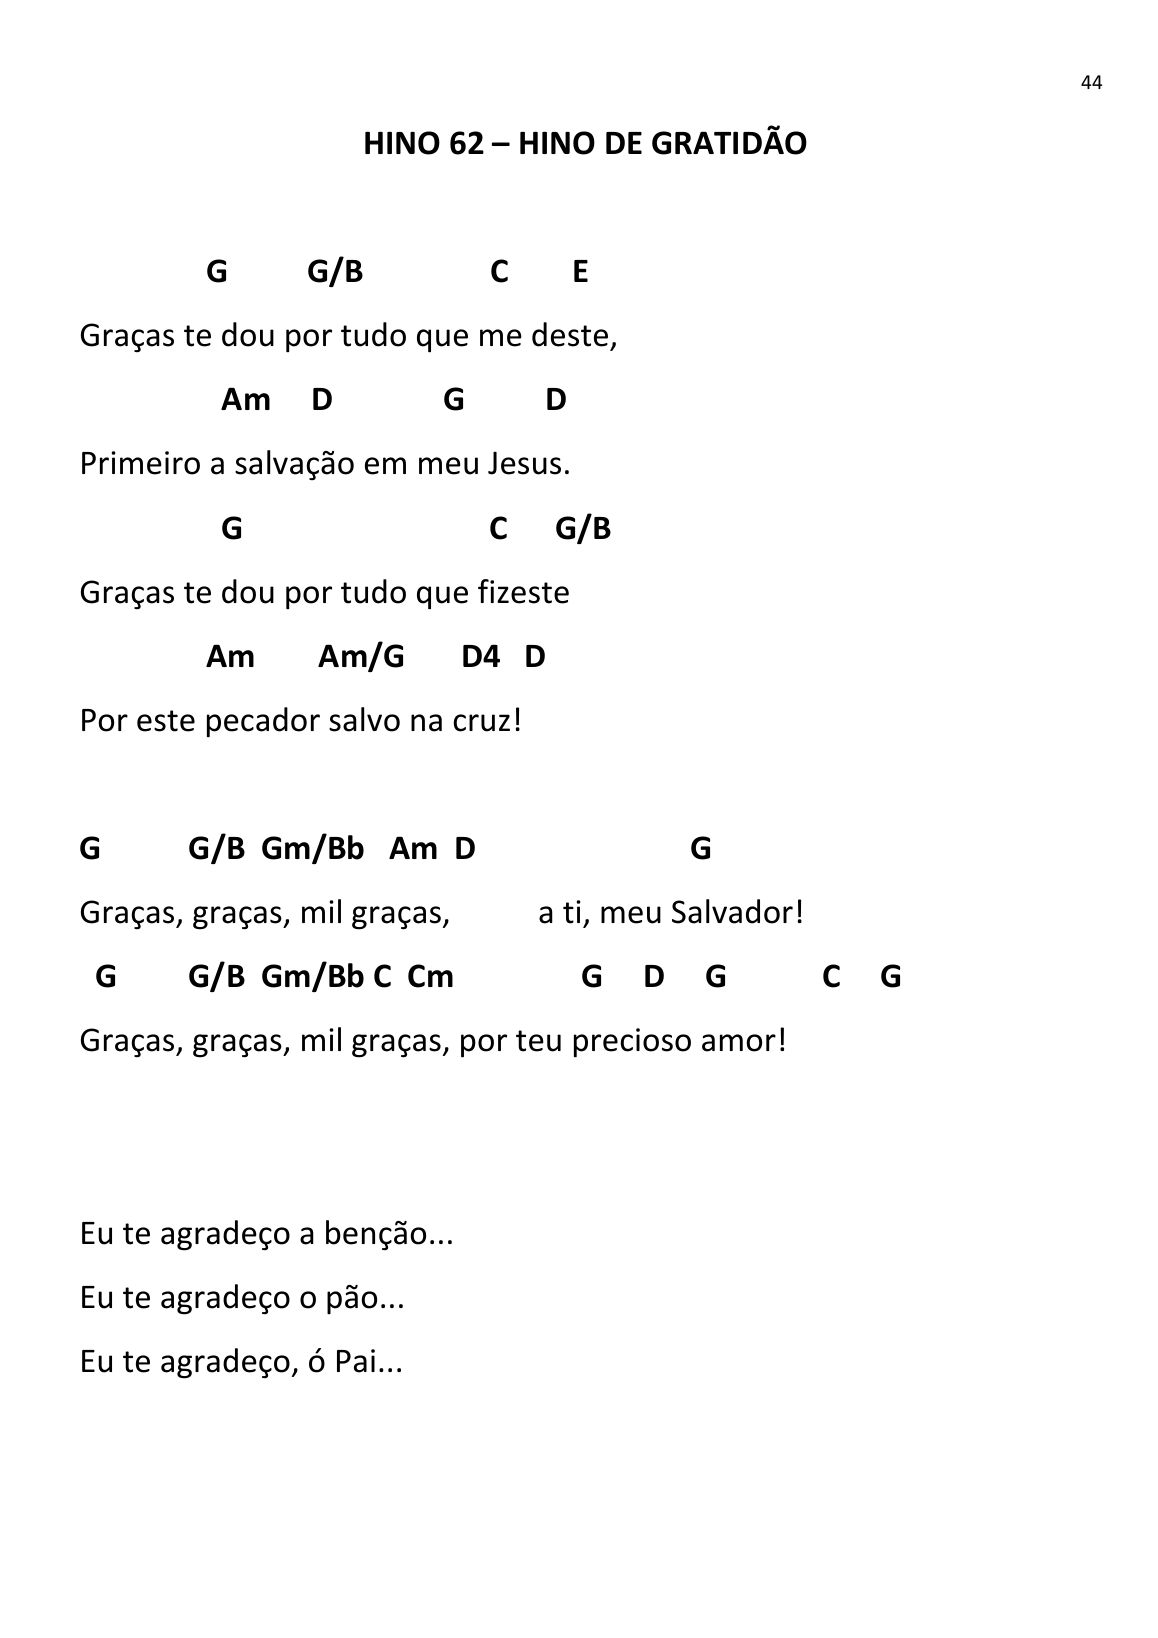 44
HINO 62 – HINO DE GRATIDÃO
G G/B C E
Graças te dou por tudo que me deste,
Am D G D
Primeiro a salvação em meu Jesus.
G C G/B
Graças te dou por tudo que fizeste
Am Am/G D4 D
Por este pecador salvo na cruz!
G G/B Gm/Bb Am D G
Graças, graças, mil graças, a ti, meu Salvador!
G G/B Gm/Bb C Cm G D G C G
Graças, graças, mil graças, por teu precioso amor!
Eu te agradeço a benção...
Eu te agradeço o pão...
Eu te agradeço, ó Pai...